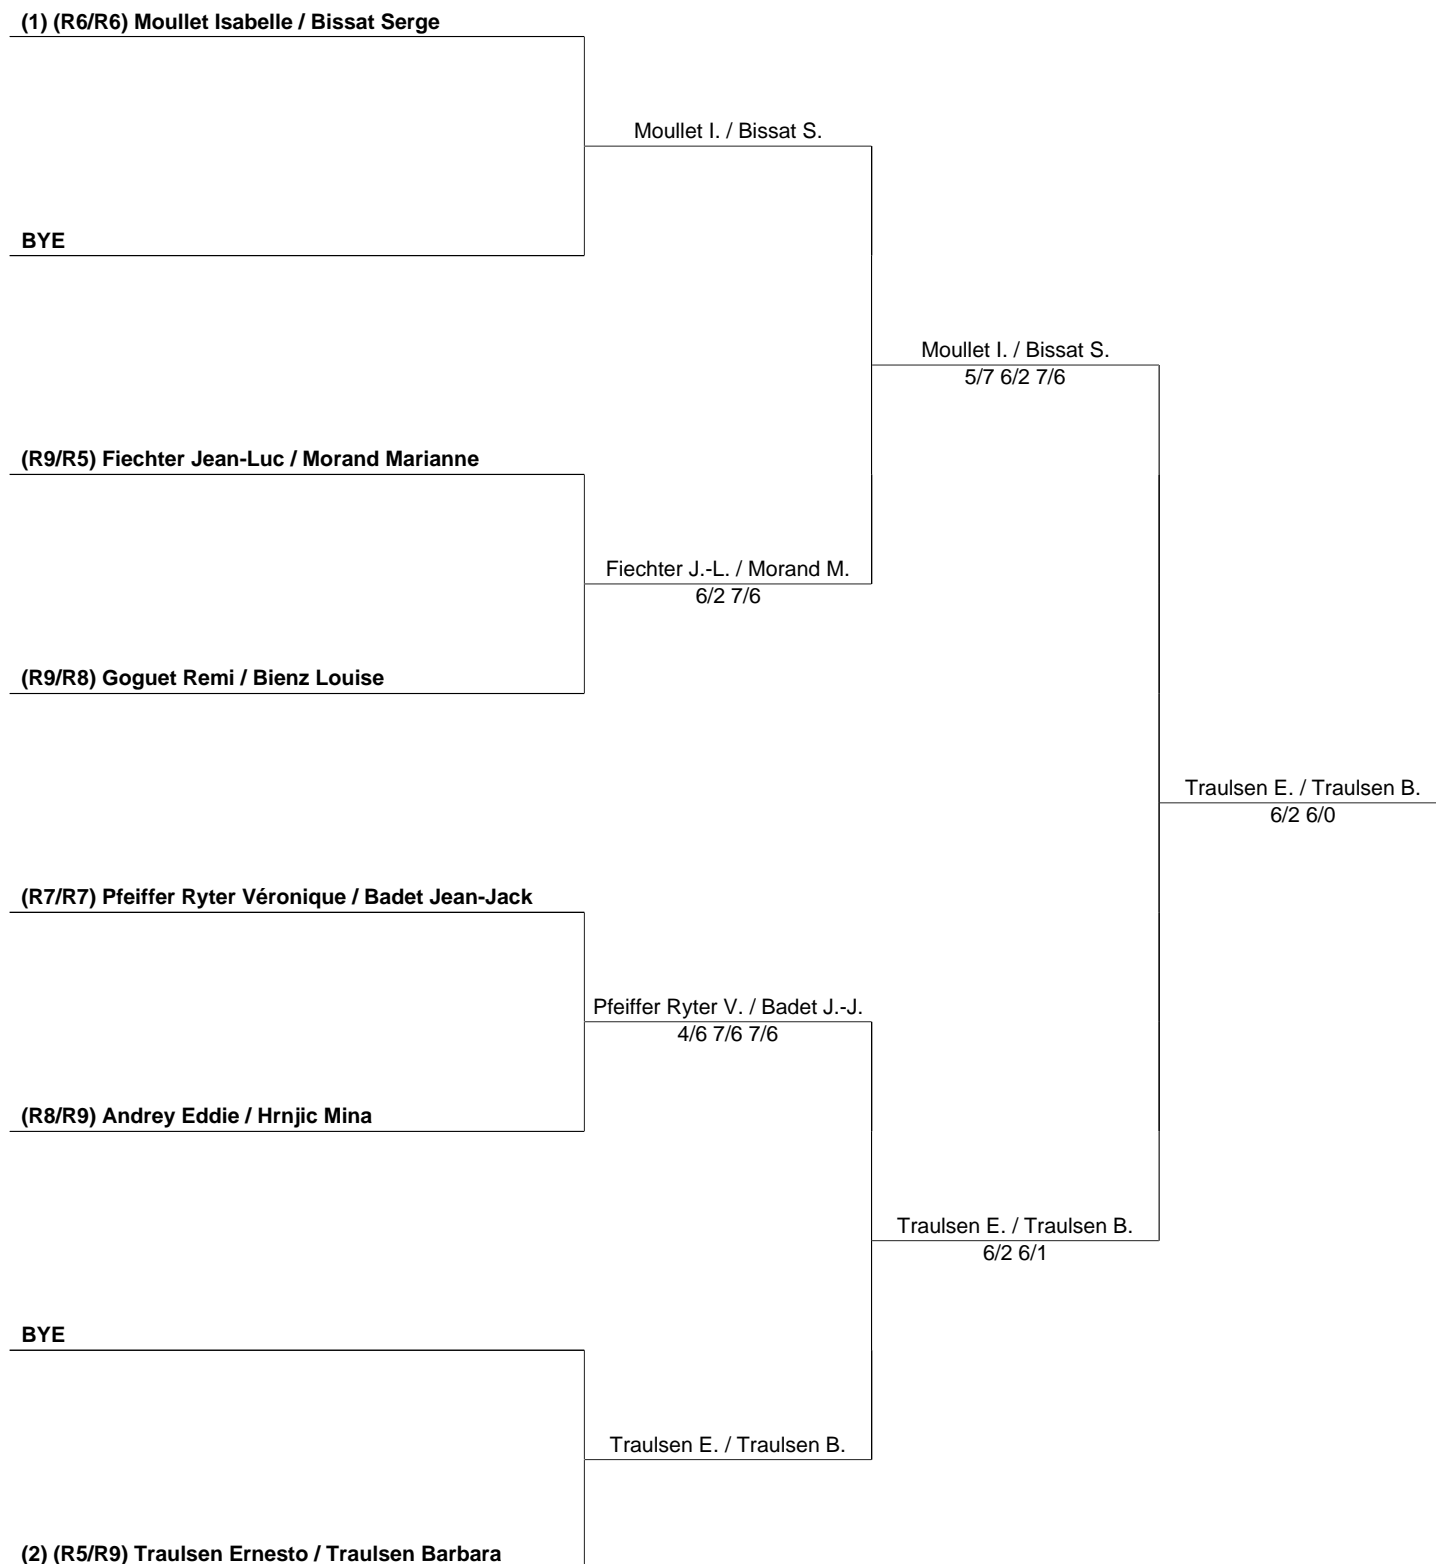 (1) (R6/R6) Moullet Isabelle / Bissat Serge
Moullet I. / Bissat S.
BYE
Moullet I. / Bissat S.
5/7 6/2 7/6
(R9/R5) Fiechter Jean-Luc / Morand Marianne
Fiechter J.-L. / Morand M.
6/2 7/6
(R9/R8) Goguet Remi / Bienz Louise
Traulsen E. / Traulsen B.
6/2 6/0
(R7/R7) Pfeiffer Ryter Véronique / Badet Jean-Jack
Pfeiffer Ryter V. / Badet J.-J.
4/6 7/6 7/6
(R8/R9) Andrey Eddie / Hrnjic Mina
Traulsen E. / Traulsen B.
6/2 6/1
BYE
Traulsen E. / Traulsen B.
(2) (R5/R9) Traulsen Ernesto / Traulsen Barbara